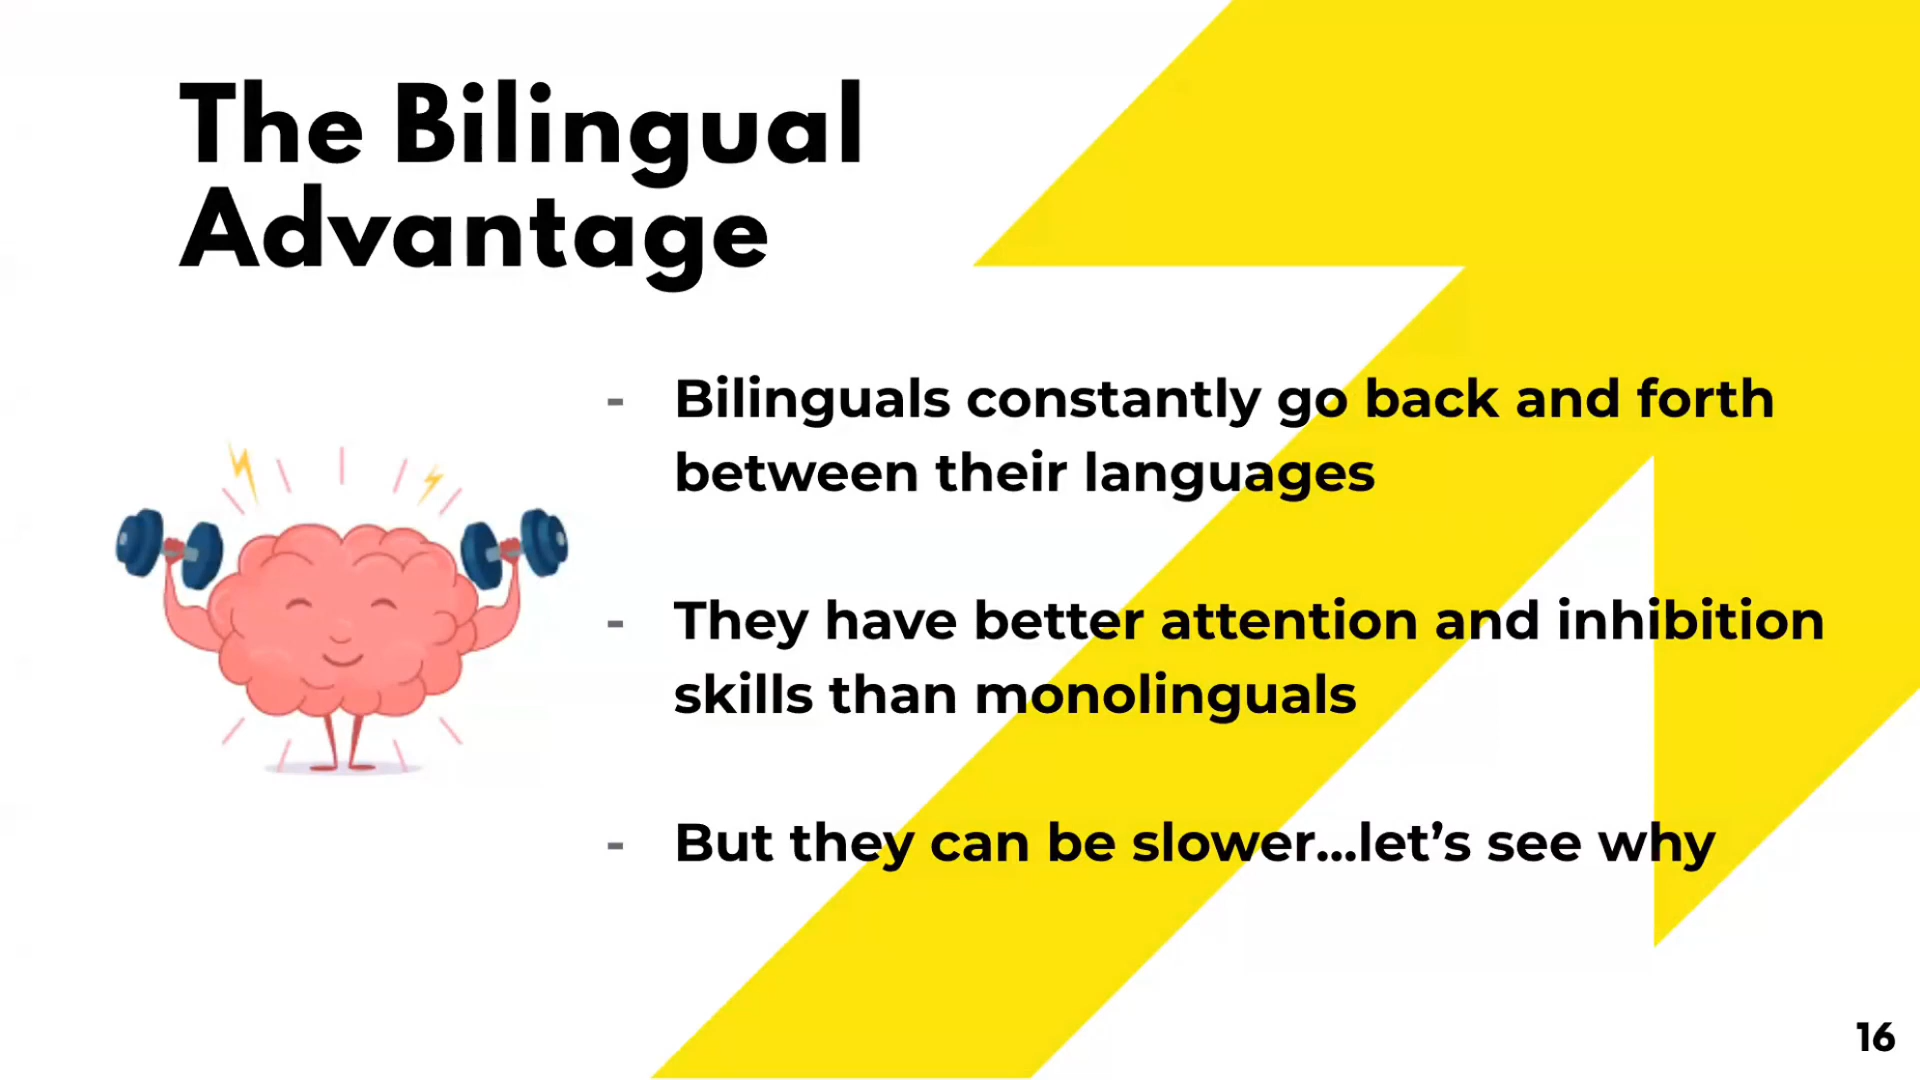 The Bilingual
Advantage
- Bilinguals constantly go back and forth
between their languages
- They have better attention and inhibition
skills than monolinguals
- But they can be slower...let’s see why
16